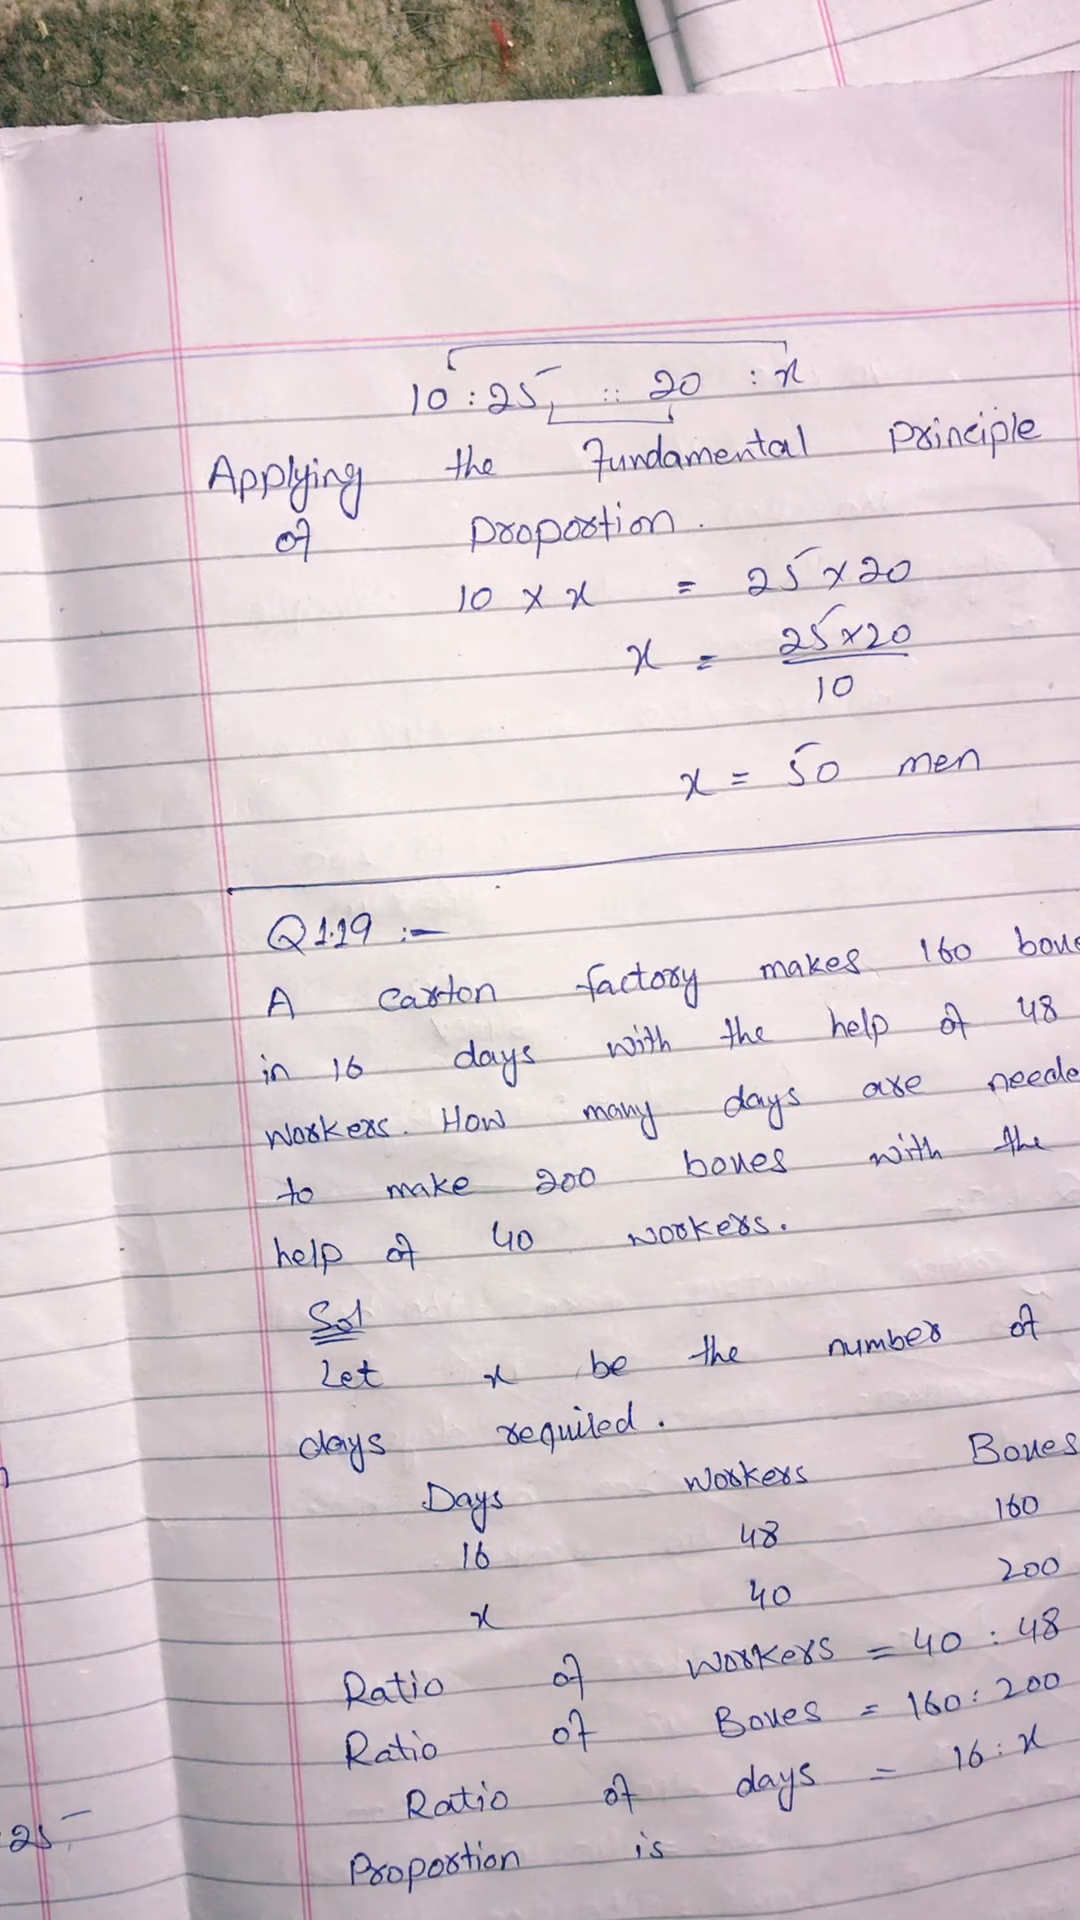 10 : 25 :: 20 : x
Applying the Fundamental Principle
of Proportion.
10 × x = 25 × 20
x = 25×20
10
x = 50 men
Q 1.19 :-
A carton factory makes 160 boxe
in 16 days with the help of 48
workers. How many days are neede
to make 200 boxes with the
help of 40 workers.
Sol
Let x be the number of
days required.
Days Workers Boxes
16 48 160
x 40 200
Ratio of workers = 40 : 48
Ratio of Boxes = 160 : 200
Ratio of days = 16 : x
25
Proportion is